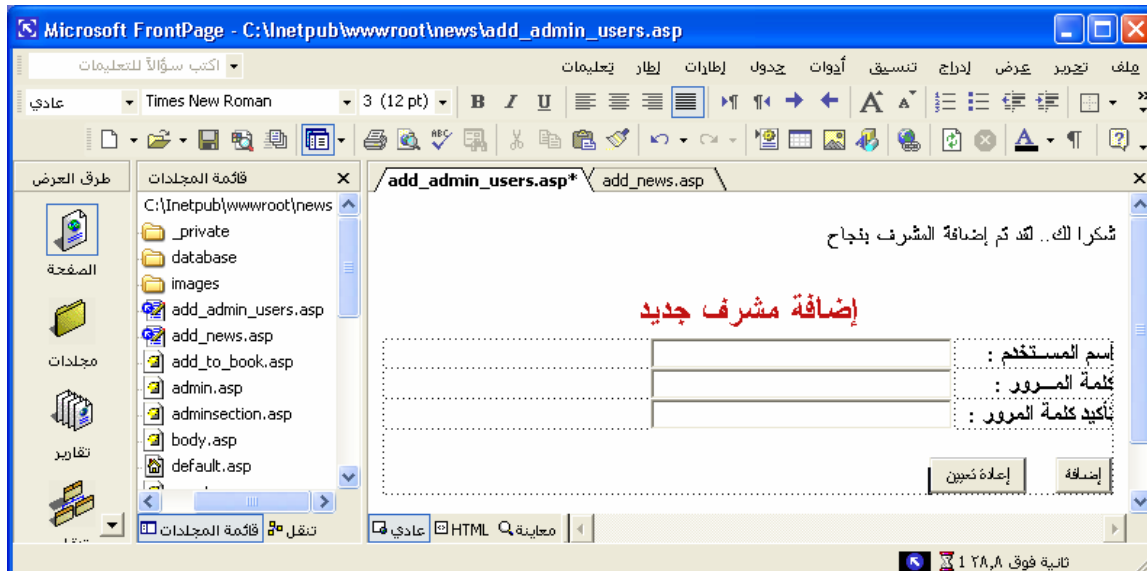 Microsoft FrontPage - C:\Inetpub\wwwroot\news\add_admin_users.asp
ملف تحرير عرض إدراج تنسيق أدوات جدول إطارات إطار تعليمات اكتب سؤالاً للتعليمات
عادي Times New Roman 3 (12 pt) B I U A A
ABC A ¶
طرق العرض
الصفحة
مجلدات
تقارير
قائمة المجلدات
C:\Inetpub\wwwroot\news
_private
database
images
add_admin_users.asp
add_news.asp
add_to_book.asp
admin.asp
adminsection.asp
body.asp
default.asp
تنقل قائمة المجلدات
add_admin_users.asp* add_news.asp
شكرا لك.. لقد تم إضافة المشرف بنجاح
إضافة مشرف جديد
اسم المستخدم :
كلمة المرور :
تأكيد كلمة المرور :
إضافة إعادة تعيين
عادي HTML معاينة
١٢٨,٨ ثانية فوق